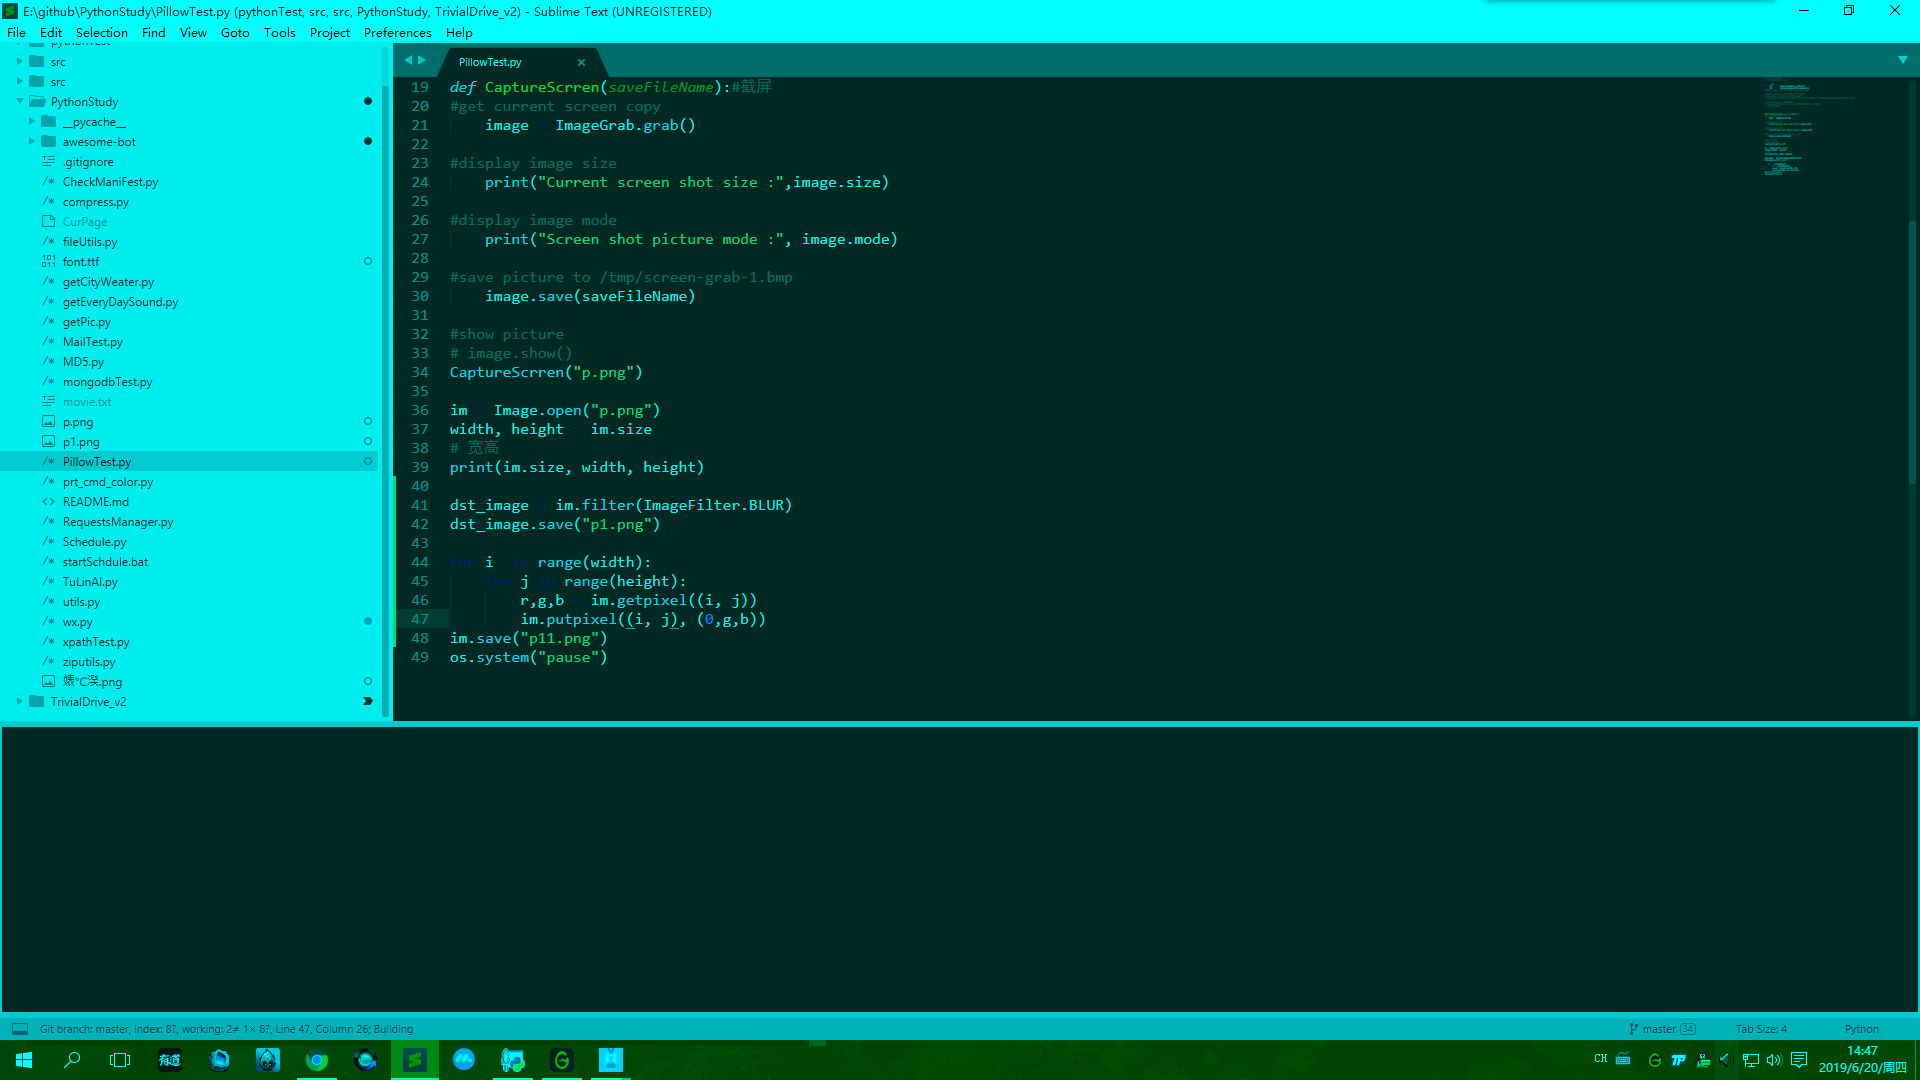 E:\github\PythonStudy\PillowTest.py (pythonTest, src, src, PythonStudy, TrivialDrive_v2) - Sublime Text (UNREGISTERED)
File Edit Selection Find View Goto Tools Project Preferences Help
pythonTest
src
src
PythonStudy
__pycache__
awesome-bot
.gitignore
CheckManiFest.py
compress.py
CurPage
fileUtils.py
font.ttf
getCityWeater.py
getEveryDaySound.py
getPic.py
MailTest.py
MD5.py
mongodbTest.py
movie.txt
p.png
p1.png
PillowTest.py
prt_cmd_color.py
README.md
RequestsManager.py
Schedule.py
startSchdule.bat
TuLinAI.py
utils.py
wx.py
xpathTest.py
ziputils.py
TrivialDrive_v2
PillowTest.py
19 def CaptureScrren(saveFileName):#截屏
20 #get current screen copy
21 image = ImageGrab.grab()
22
23 #display image size
24 print("Current screen shot size :",image.size)
25
26 #display image mode
27 print("Screen shot picture mode :", image.mode)
28
29 #save picture to /tmp/screen-grab-1.bmp
30 image.save(saveFileName)
31
32 #show picture
33 # image.show()
34 CaptureScrren("p.png")
35
36 im = Image.open("p.png")
37 width, height = im.size
38 # 宽高
39 print(im.size, width, height)
40
41 dst_image = im.filter(ImageFilter.BLUR)
42 dst_image.save("p1.png")
43
44 for i in range(width):
45 for j in range(height):
46 r,g,b = im.getpixel((i, j))
47 im.putpixel((i, j), (0,g,b))
48 im.save("p11.png")
49 os.system("pause")
Git branch: master, index: 8?, working: 2≠ 1× 8?, Line 47, Column 26; Building
master 34 Tab Size: 4 Python
有道
CH
TP
14:47
2019/6/20/周四